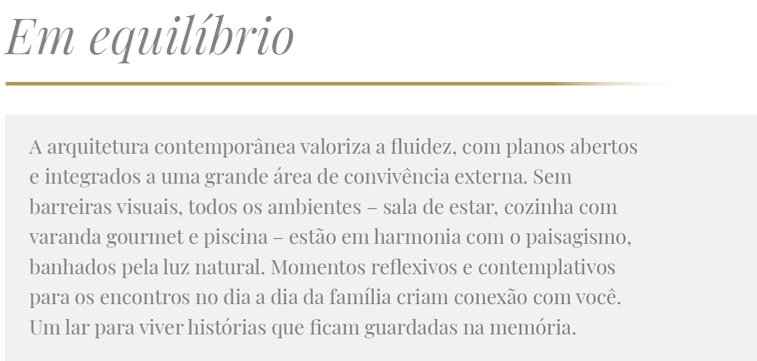 Em equilíbrio
A arquitetura contemporânea valoriza a fluidez, com planos abertos
e integrados a uma grande área de convivência externa. Sem
barreiras visuais, todos os ambientes – sala de estar, cozinha com
varanda gourmet e piscina – estão em harmonia com o paisagismo,
banhados pela luz natural. Momentos reflexivos e contemplativos
para os encontros no dia a dia da família criam conexão com você.
Um lar para viver histórias que ficam guardadas na memória.